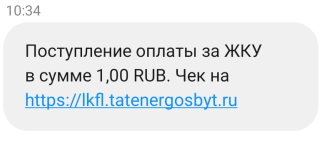 10:34
Поступление оплаты за ЖКУ
в сумме 1,00 RUB. Чек на
https://lkfl.tatenergosbyt.ru